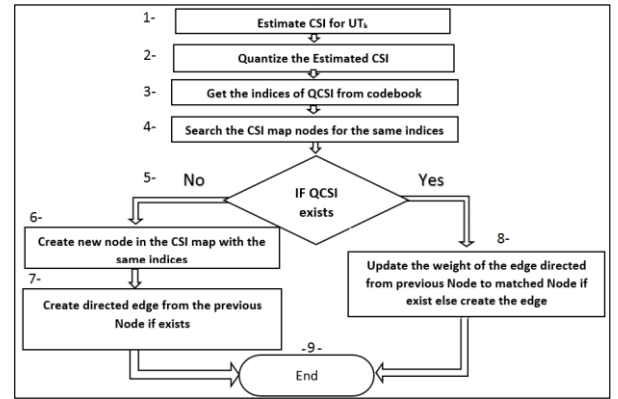 1-
Estimate CSI for UTₖ
2-
Quantize the Estimated CSI
3-
Get the indices of QCSI from codebook
4-
Search the CSI map nodes for the same indices
5-
No
IF QCSI
exists
Yes
6-
Create new node in the CSI map with the
same indices
7-
Create directed edge from the previous
Node if exists
8-
Update the weight of the edge directed
from previous Node to matched Node if
exist else create the edge
-9-
End